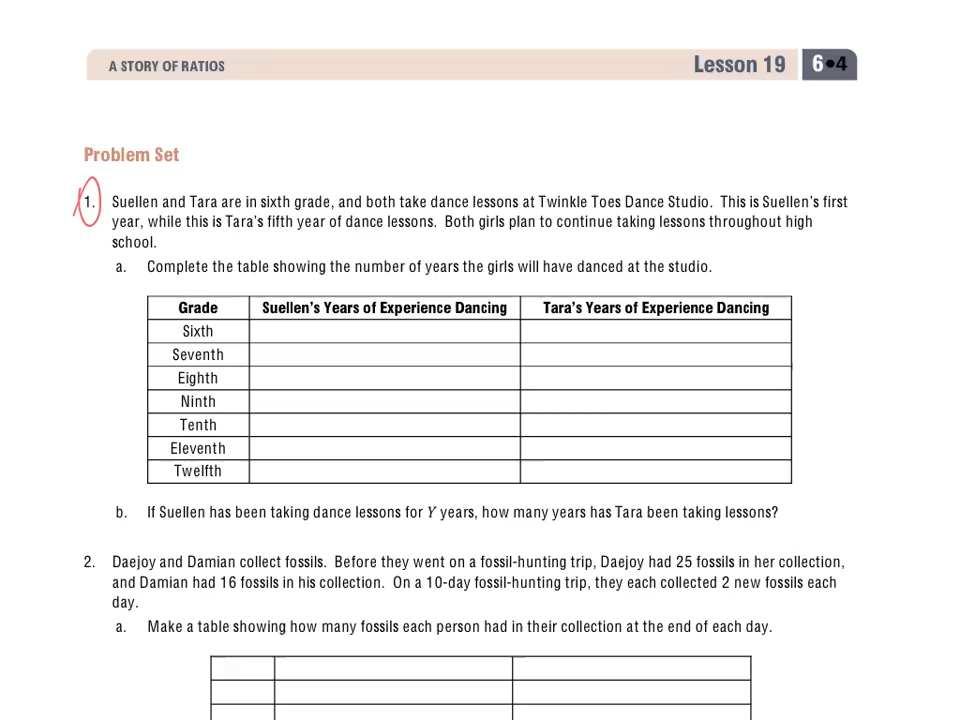 A STORY OF RATIOS
Lesson 19
6•4
Problem Set
1. Suellen and Tara are in sixth grade, and both take dance lessons at Twinkle Toes Dance Studio. This is Suellen's first
year, while this is Tara's fifth year of dance lessons. Both girls plan to continue taking lessons throughout high
school.
a. Complete the table showing the number of years the girls will have danced at the studio.
Grade Suellen's Years of Experience Dancing Tara's Years of Experience Dancing
Sixth
Seventh
Eighth
Ninth
Tenth
Eleventh
Twelfth
b. If Suellen has been taking dance lessons for Y years, how many years has Tara been taking lessons?
2. Daejoy and Damian collect fossils. Before they went on a fossil-hunting trip, Daejoy had 25 fossils in her collection,
and Damian had 16 fossils in his collection. On a 10-day fossil-hunting trip, they each collected 2 new fossils each
day.
a. Make a table showing how many fossils each person had in their collection at the end of each day.